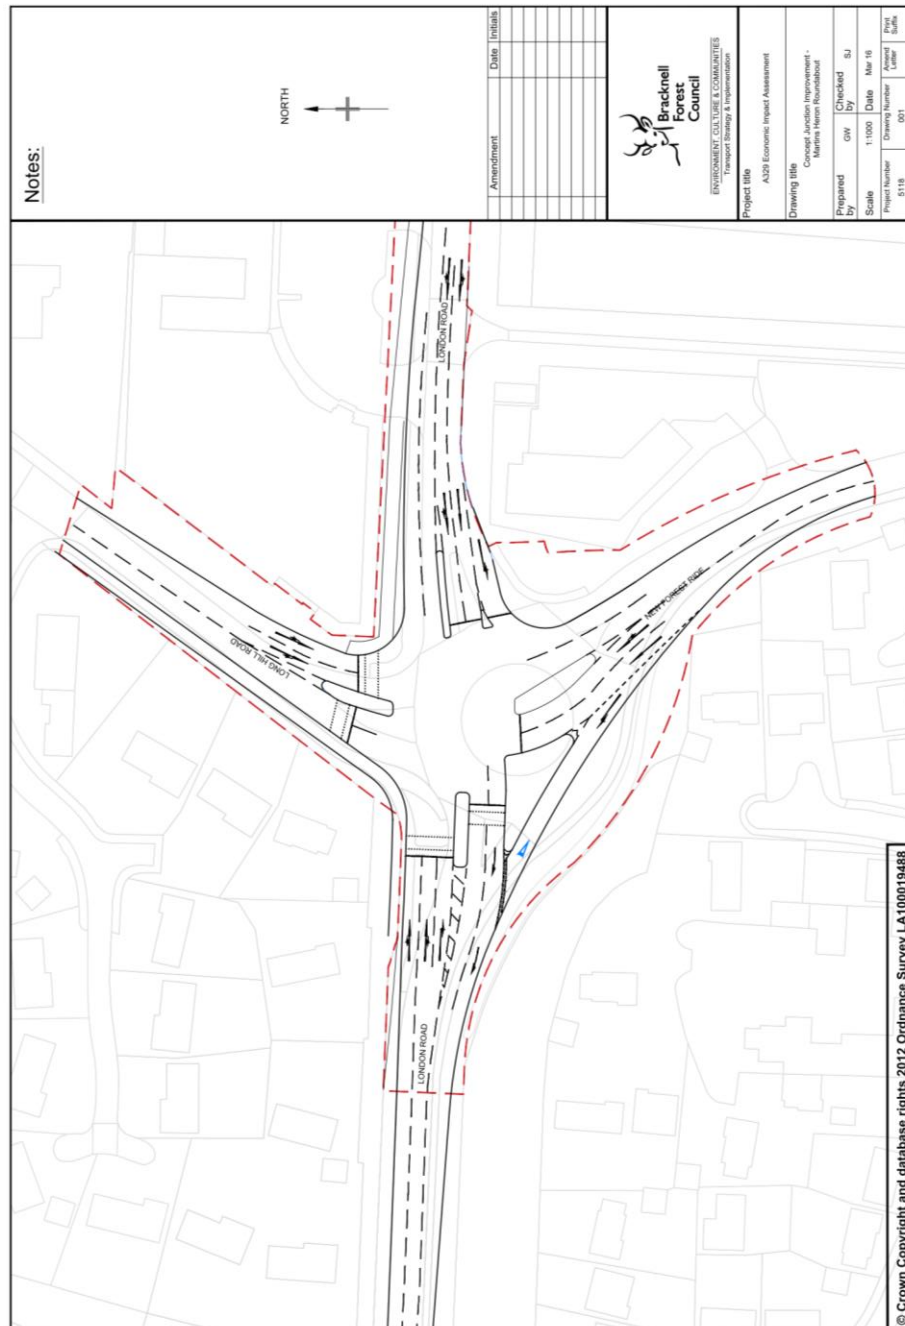 Notes:
NORTH
Amendment Date Initials
Bracknell
Forest
Council
ENVIRONMENT, CULTURE & COMMUNITIES
Transport Strategy & Implementation
Project title
A329 Economic Impact Assessment
Drawing title
Concept Junction Improvement -
Martins Heron Roundabout
Prepared by GW Checked by SJ
Scale 1:1000 Date Mar 16
Project Number Drawing Number Amend Letter Print Suffix
5118 001
LONG HILL ROAD
LONDON ROAD
LONDON ROAD
NEW FOREST RIDE
© Crown Copyright and database rights 2012 Ordnance Survey LA100019488